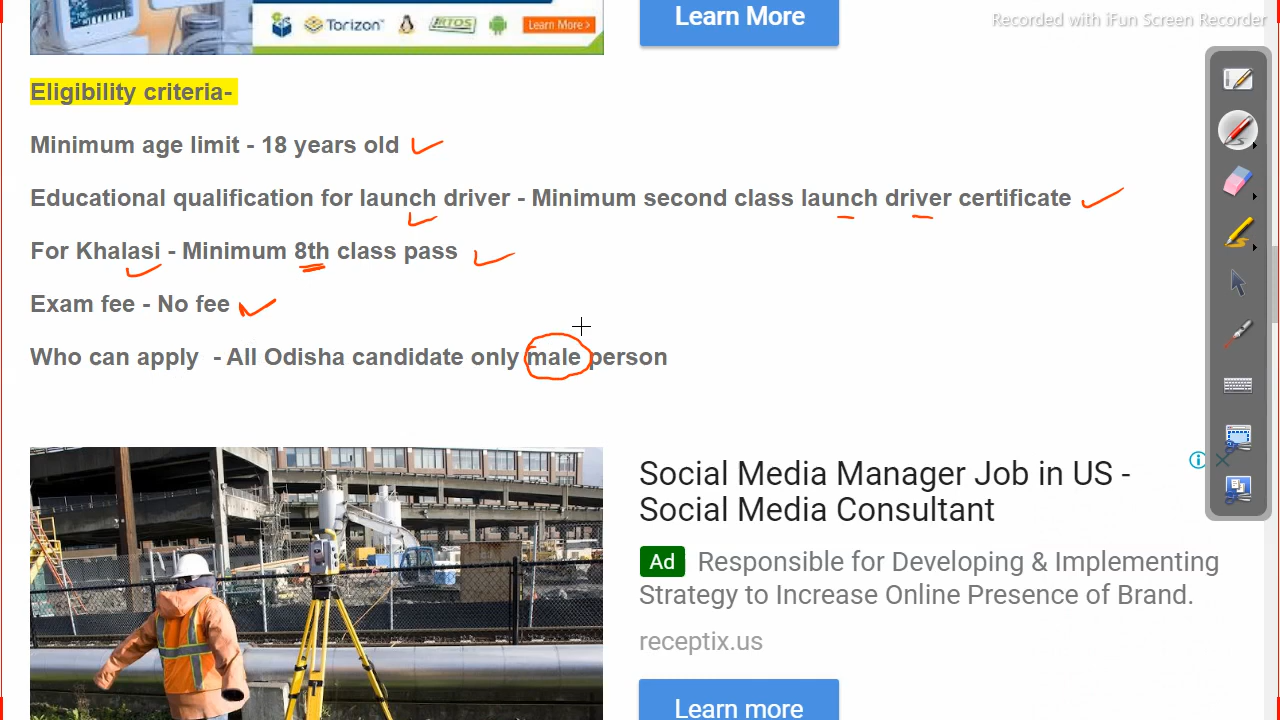 Torizon RTOS Learn More >
Learn More
Recorded with iFun Screen Recorder
Eligibility criteria-
Minimum age limit - 18 years old
Educational qualification for launch driver - Minimum second class launch driver certificate
For Khalasi - Minimum 8th class pass
Exam fee - No fee
Who can apply - All Odisha candidate only male person
Social Media Manager Job in US -
Social Media Consultant
Ad Responsible for Developing & Implementing
Strategy to Increase Online Presence of Brand.
receptix.us
Learn more